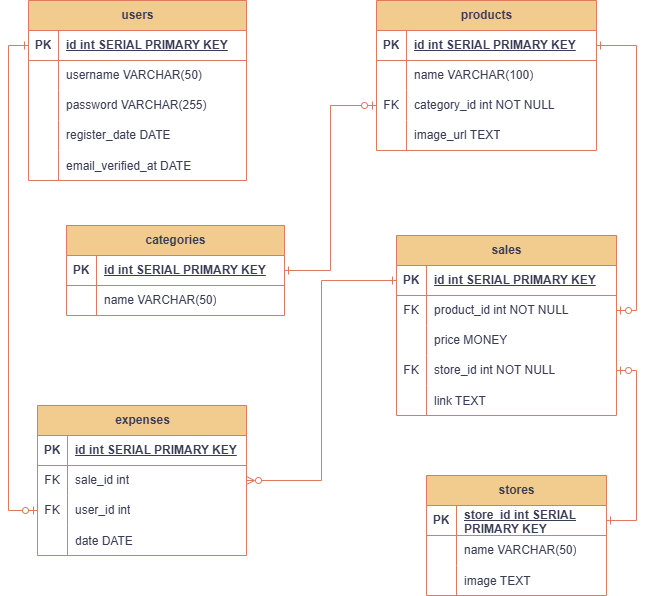 users
PK id int SERIAL PRIMARY KEY
username VARCHAR(50)
password VARCHAR(255)
register_date DATE
email_verified_at DATE
products
PK id int SERIAL PRIMARY KEY
name VARCHAR(100)
FK category_id int NOT NULL
image_url TEXT
categories
PK id int SERIAL PRIMARY KEY
name VARCHAR(50)
sales
PK id int SERIAL PRIMARY KEY
FK product_id int NOT NULL
price MONEY
FK store_id int NOT NULL
link TEXT
expenses
PK id int SERIAL PRIMARY KEY
FK sale_id int
FK user_id int
date DATE
stores
PK store_id int SERIAL
PRIMARY KEY
name VARCHAR(50)
image TEXT